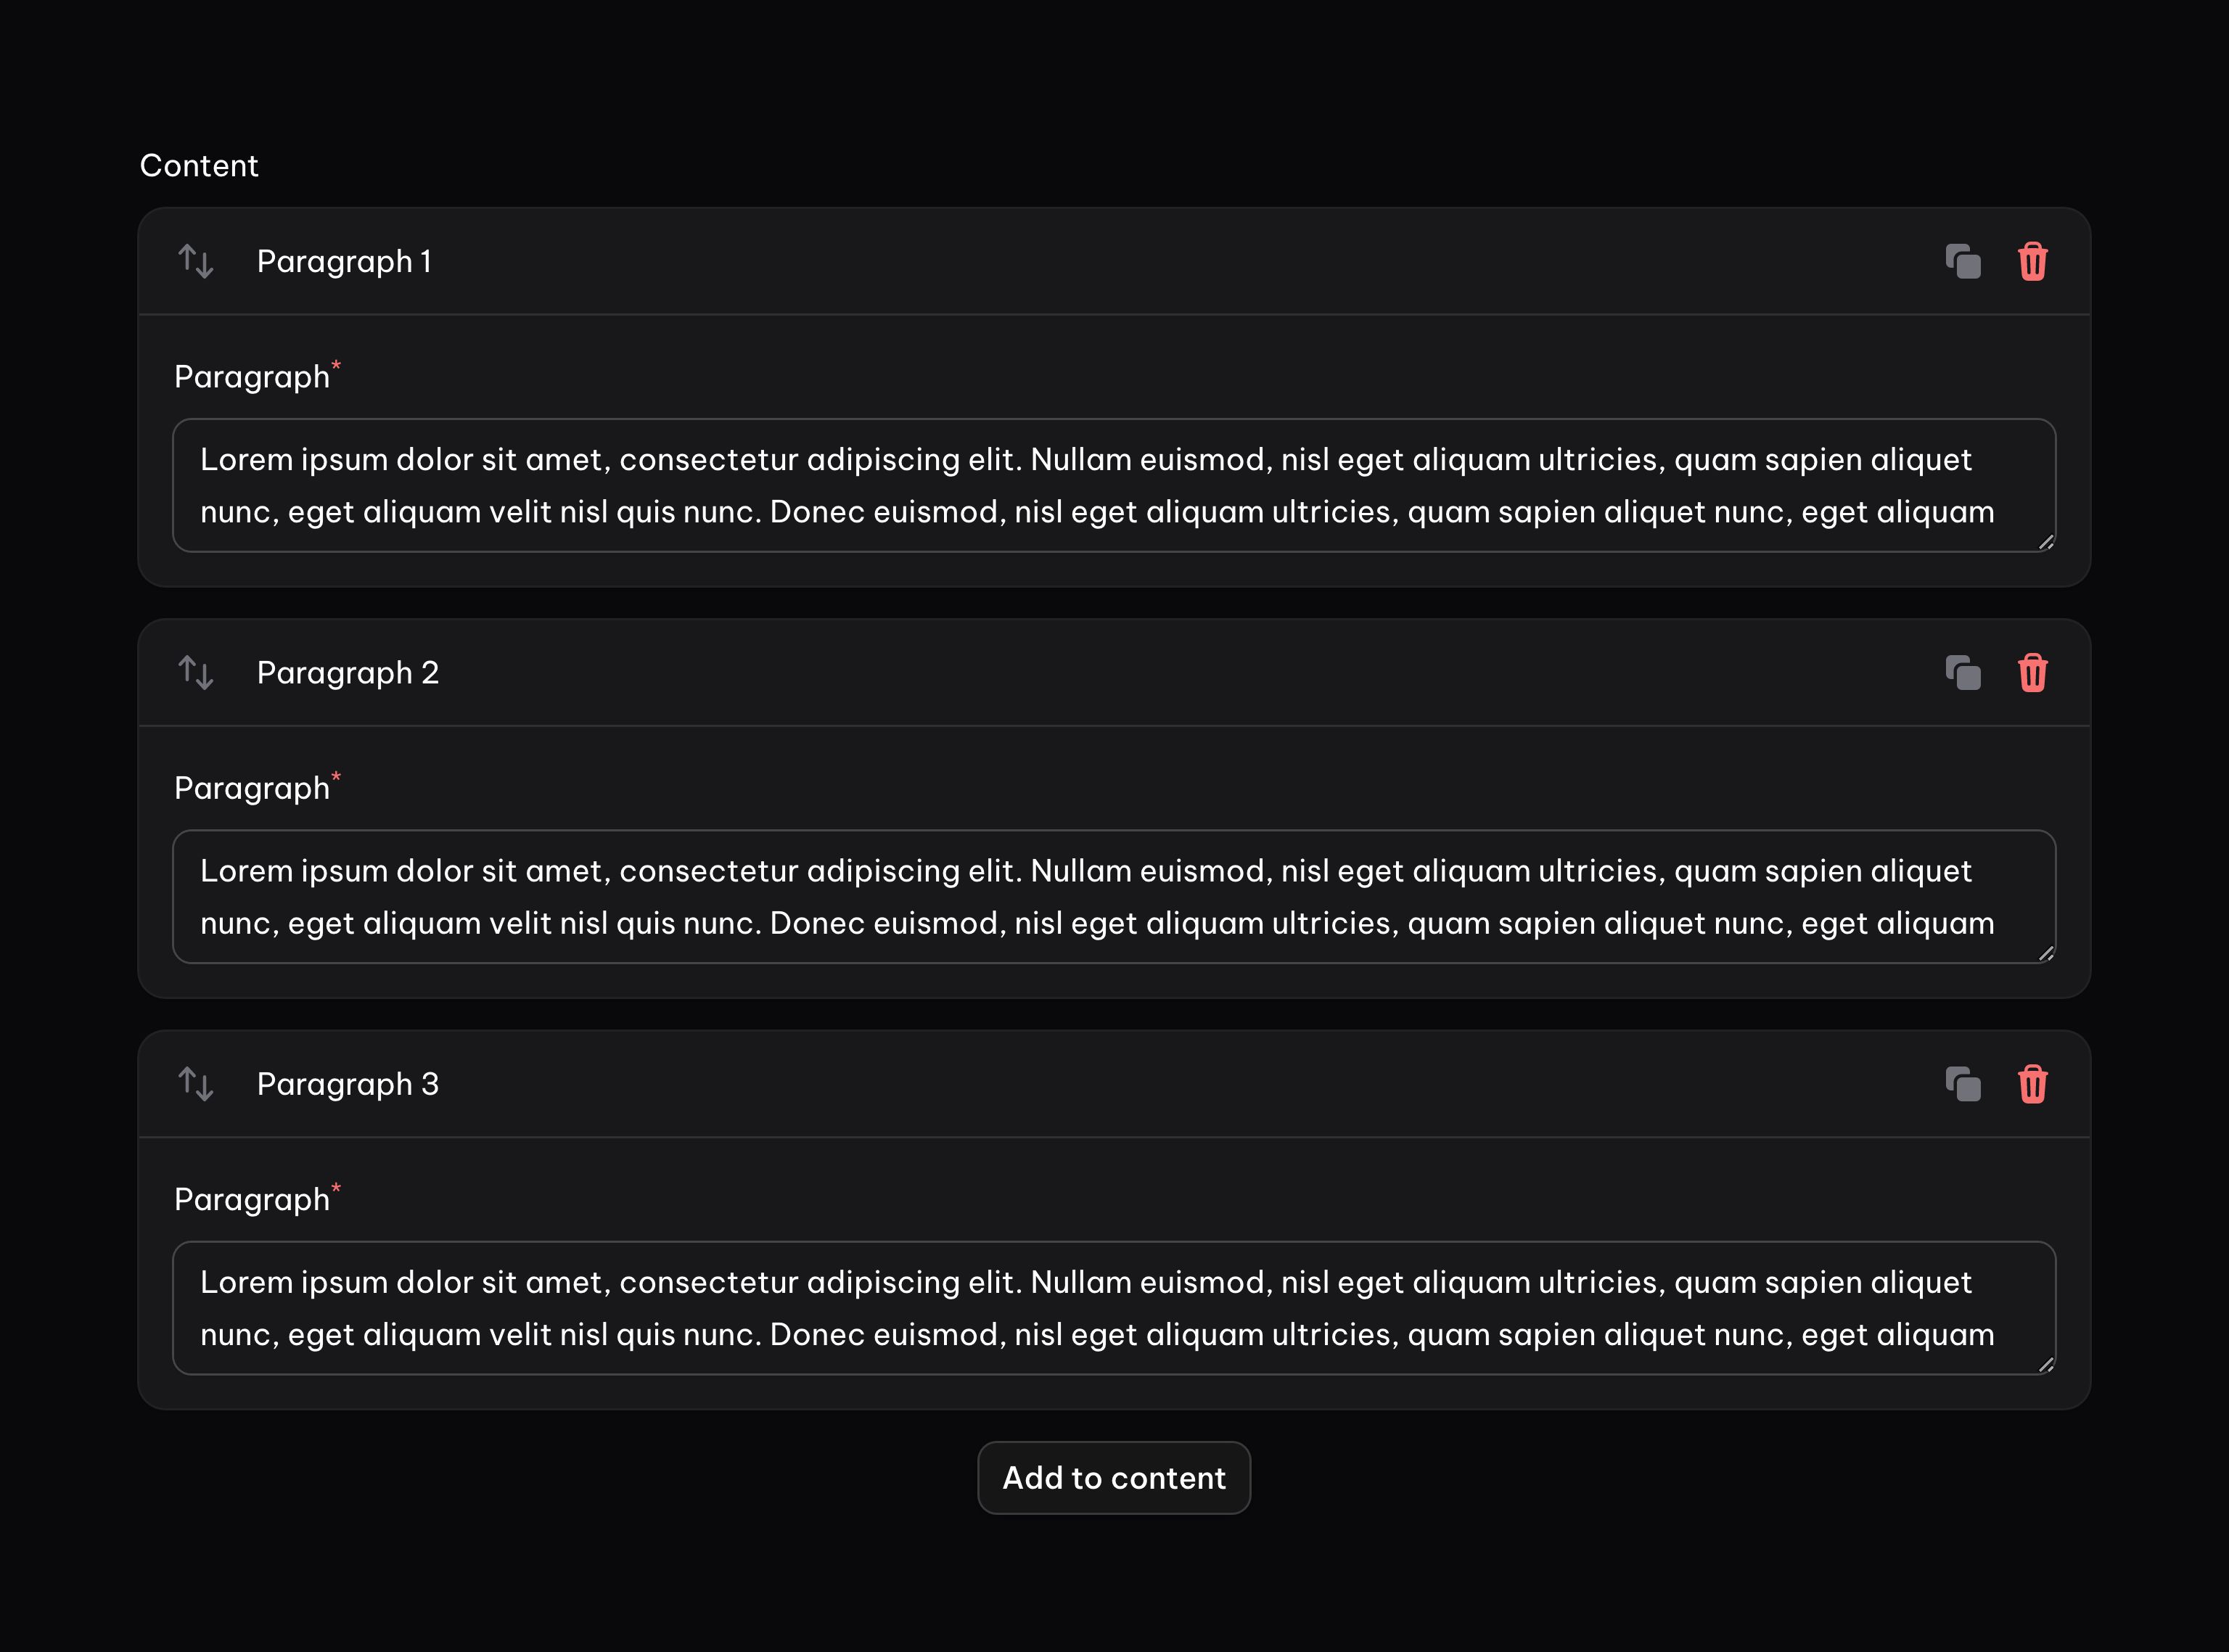 Content
Paragraph 1
Paragraph*
Lorem ipsum dolor sit amet, consectetur adipiscing elit. Nullam euismod, nisl eget aliquam ultricies, quam sapien aliquet
nunc, eget aliquam velit nisl quis nunc. Donec euismod, nisl eget aliquam ultricies, quam sapien aliquet nunc, eget aliquam
Paragraph 2
Paragraph*
Lorem ipsum dolor sit amet, consectetur adipiscing elit. Nullam euismod, nisl eget aliquam ultricies, quam sapien aliquet
nunc, eget aliquam velit nisl quis nunc. Donec euismod, nisl eget aliquam ultricies, quam sapien aliquet nunc, eget aliquam
Paragraph 3
Paragraph*
Lorem ipsum dolor sit amet, consectetur adipiscing elit. Nullam euismod, nisl eget aliquam ultricies, quam sapien aliquet
nunc, eget aliquam velit nisl quis nunc. Donec euismod, nisl eget aliquam ultricies, quam sapien aliquet nunc, eget aliquam
Add to content